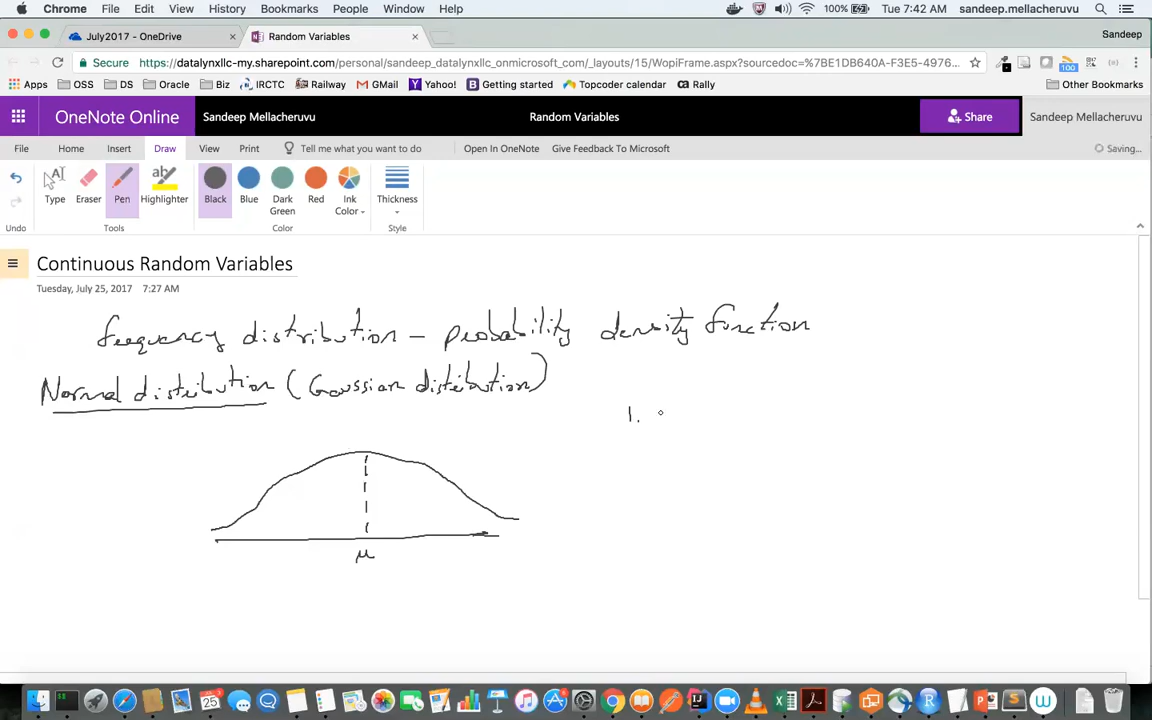 Chrome File Edit View History Bookmarks People Window Help 100% Tue 7:42 AM sandeep.mellacheruvu
July2017 - OneDrive × Random Variables × Sandeep
Secure https://datalynxllc-my.sharepoint.com/personal/sandeep_datalynxllc_onmicrosoft_com/_layouts/15/WopiFrame.aspx?sourcedoc=%7BE1DB640A-F3E5-4976...
Apps OSS DS Oracle Biz IRCTC Railway GMail Yahoo! Getting started Topcoder calendar Rally Other Bookmarks
OneNote Online Sandeep Mellacheruvu Random Variables Share Sandeep Mellacheruvu
File Home Insert Draw View Print Tell me what you want to do Open In OneNote Give Feedback To Microsoft Saving...
Type Eraser Pen Highlighter Black Blue Dark Green Red Ink Color Thickness
Undo Tools Color Style
Continuous Random Variables
Tuesday, July 25, 2017 7:27 AM
frequency distribution - probability density function
Normal distribution (Gaussian distribution)
1.
μ